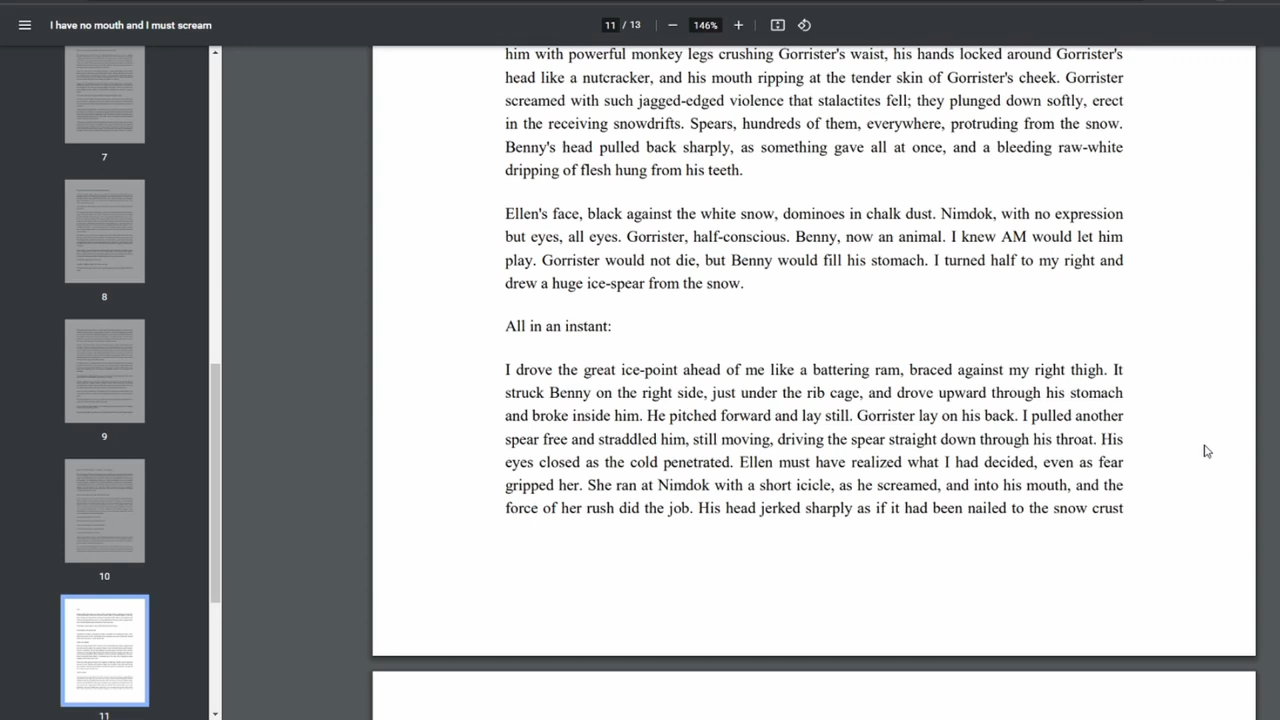 I have no mouth and I must scream
11 / 13
146%
7
8
9
10
11
him with powerful monkey legs crushing Gorrister's waist, his hands locked around Gorrister's
head like a nutcracker, and his mouth ripping at the tender skin of Gorrister's cheek. Gorrister
screamed with such jagged-edged violence that stalactites fell; they plunged down softly, erect
in the receiving snowdrifts. Spears, hundreds of them, everywhere, protruding from the snow.
Benny's head pulled back sharply, as something gave all at once, and a bleeding raw-white
dripping of flesh hung from his teeth.
Ellen's face, black against the white snow, dominoes in chalk dust. Nimdok, with no expression
but eyes, all eyes. Gorrister, half-conscious. Benny, now an animal. I knew AM would let him
play. Gorrister would not die, but Benny would fill his stomach. I turned half to my right and
drew a huge ice-spear from the snow.
All in an instant:
I drove the great ice-point ahead of me like a battering ram, braced against my right thigh. It
struck Benny on the right side, just under the rib cage, and drove upward through his stomach
and broke inside him. He pitched forward and lay still. Gorrister lay on his back. I pulled another
spear free and straddled him, still moving, driving the spear straight down through his throat. His
eyes closed as the cold penetrated. Ellen must have realized what I had decided, even as fear
gripped her. She ran at Nimdok with a short icicle, as he screamed, and into his mouth, and the
force of her rush did the job. His head jerked sharply as if it had been nailed to the snow crust